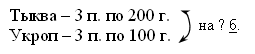 Тыква – 3 п. по 200 г.
Укроп – 3 п. по 100 г.
на ? б.